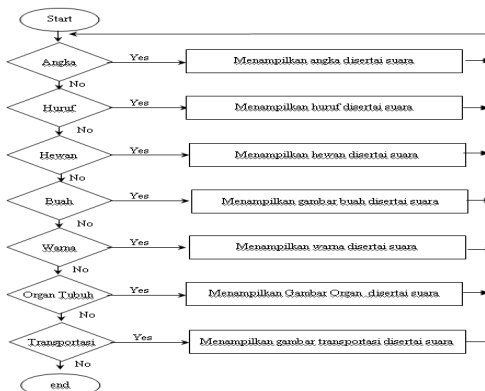 Start
Angka Yes Menampilkan angka disertai suara
No
Huruf Yes Menampilkan huruf disertai suara
No
Hewan Yes Menampilkan hewan disertai suara
No
Buah Yes Menampilkan gambar buah disertai suara
No
Warna Yes Menampilkan warna disertai suara
No
Organ Tubuh Yes Menampilkan Gambar Organ disertai suara
No
Transportasi Yes Menampilkan gambar transportasi disertai suara
No
end